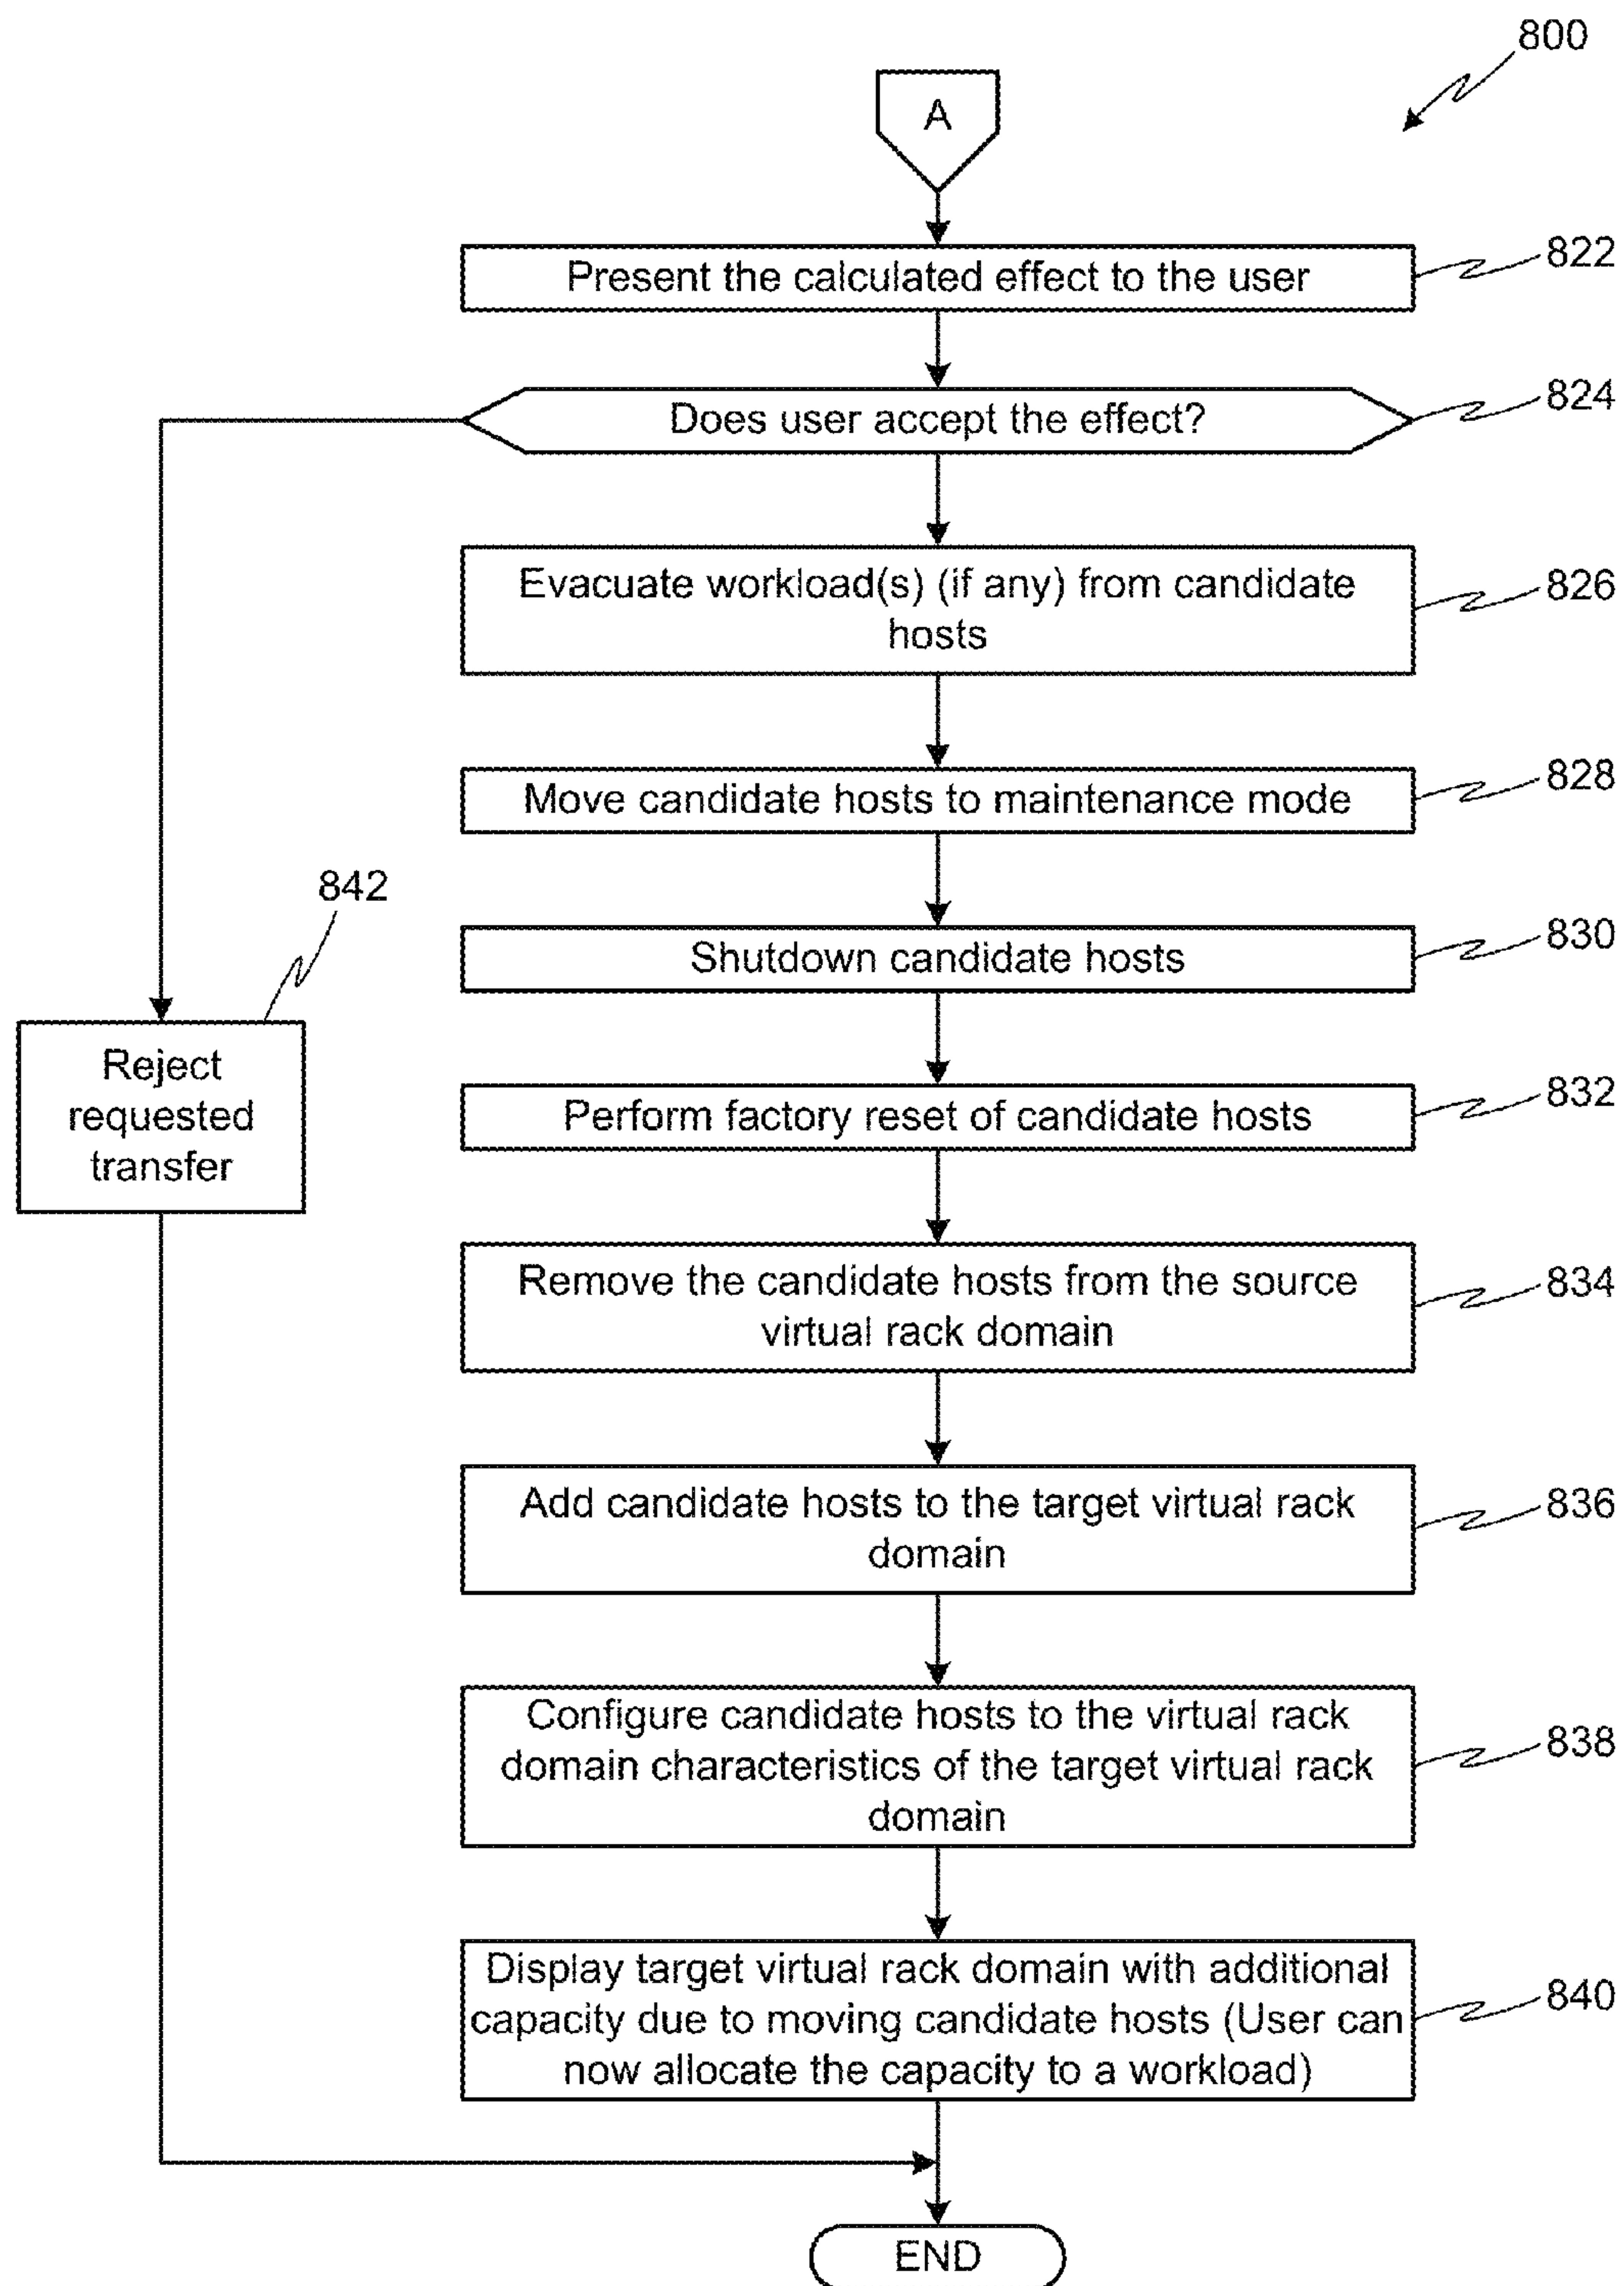 800
A
Present the calculated effect to the user
822
Does user accept the effect?
824
Evacuate workload(s) (if any) from candidate
hosts
826
Move candidate hosts to maintenance mode
828
842
Shutdown candidate hosts
830
Reject
requested
transfer
Perform factory reset of candidate hosts
832
Remove the candidate hosts from the source
virtual rack domain
834
Add candidate hosts to the target virtual rack
domain
836
Configure candidate hosts to the virtual rack
domain characteristics of the target virtual rack
domain
838
Display target virtual rack domain with additional
capacity due to moving candidate hosts (User can
now allocate the capacity to a workload)
840
END